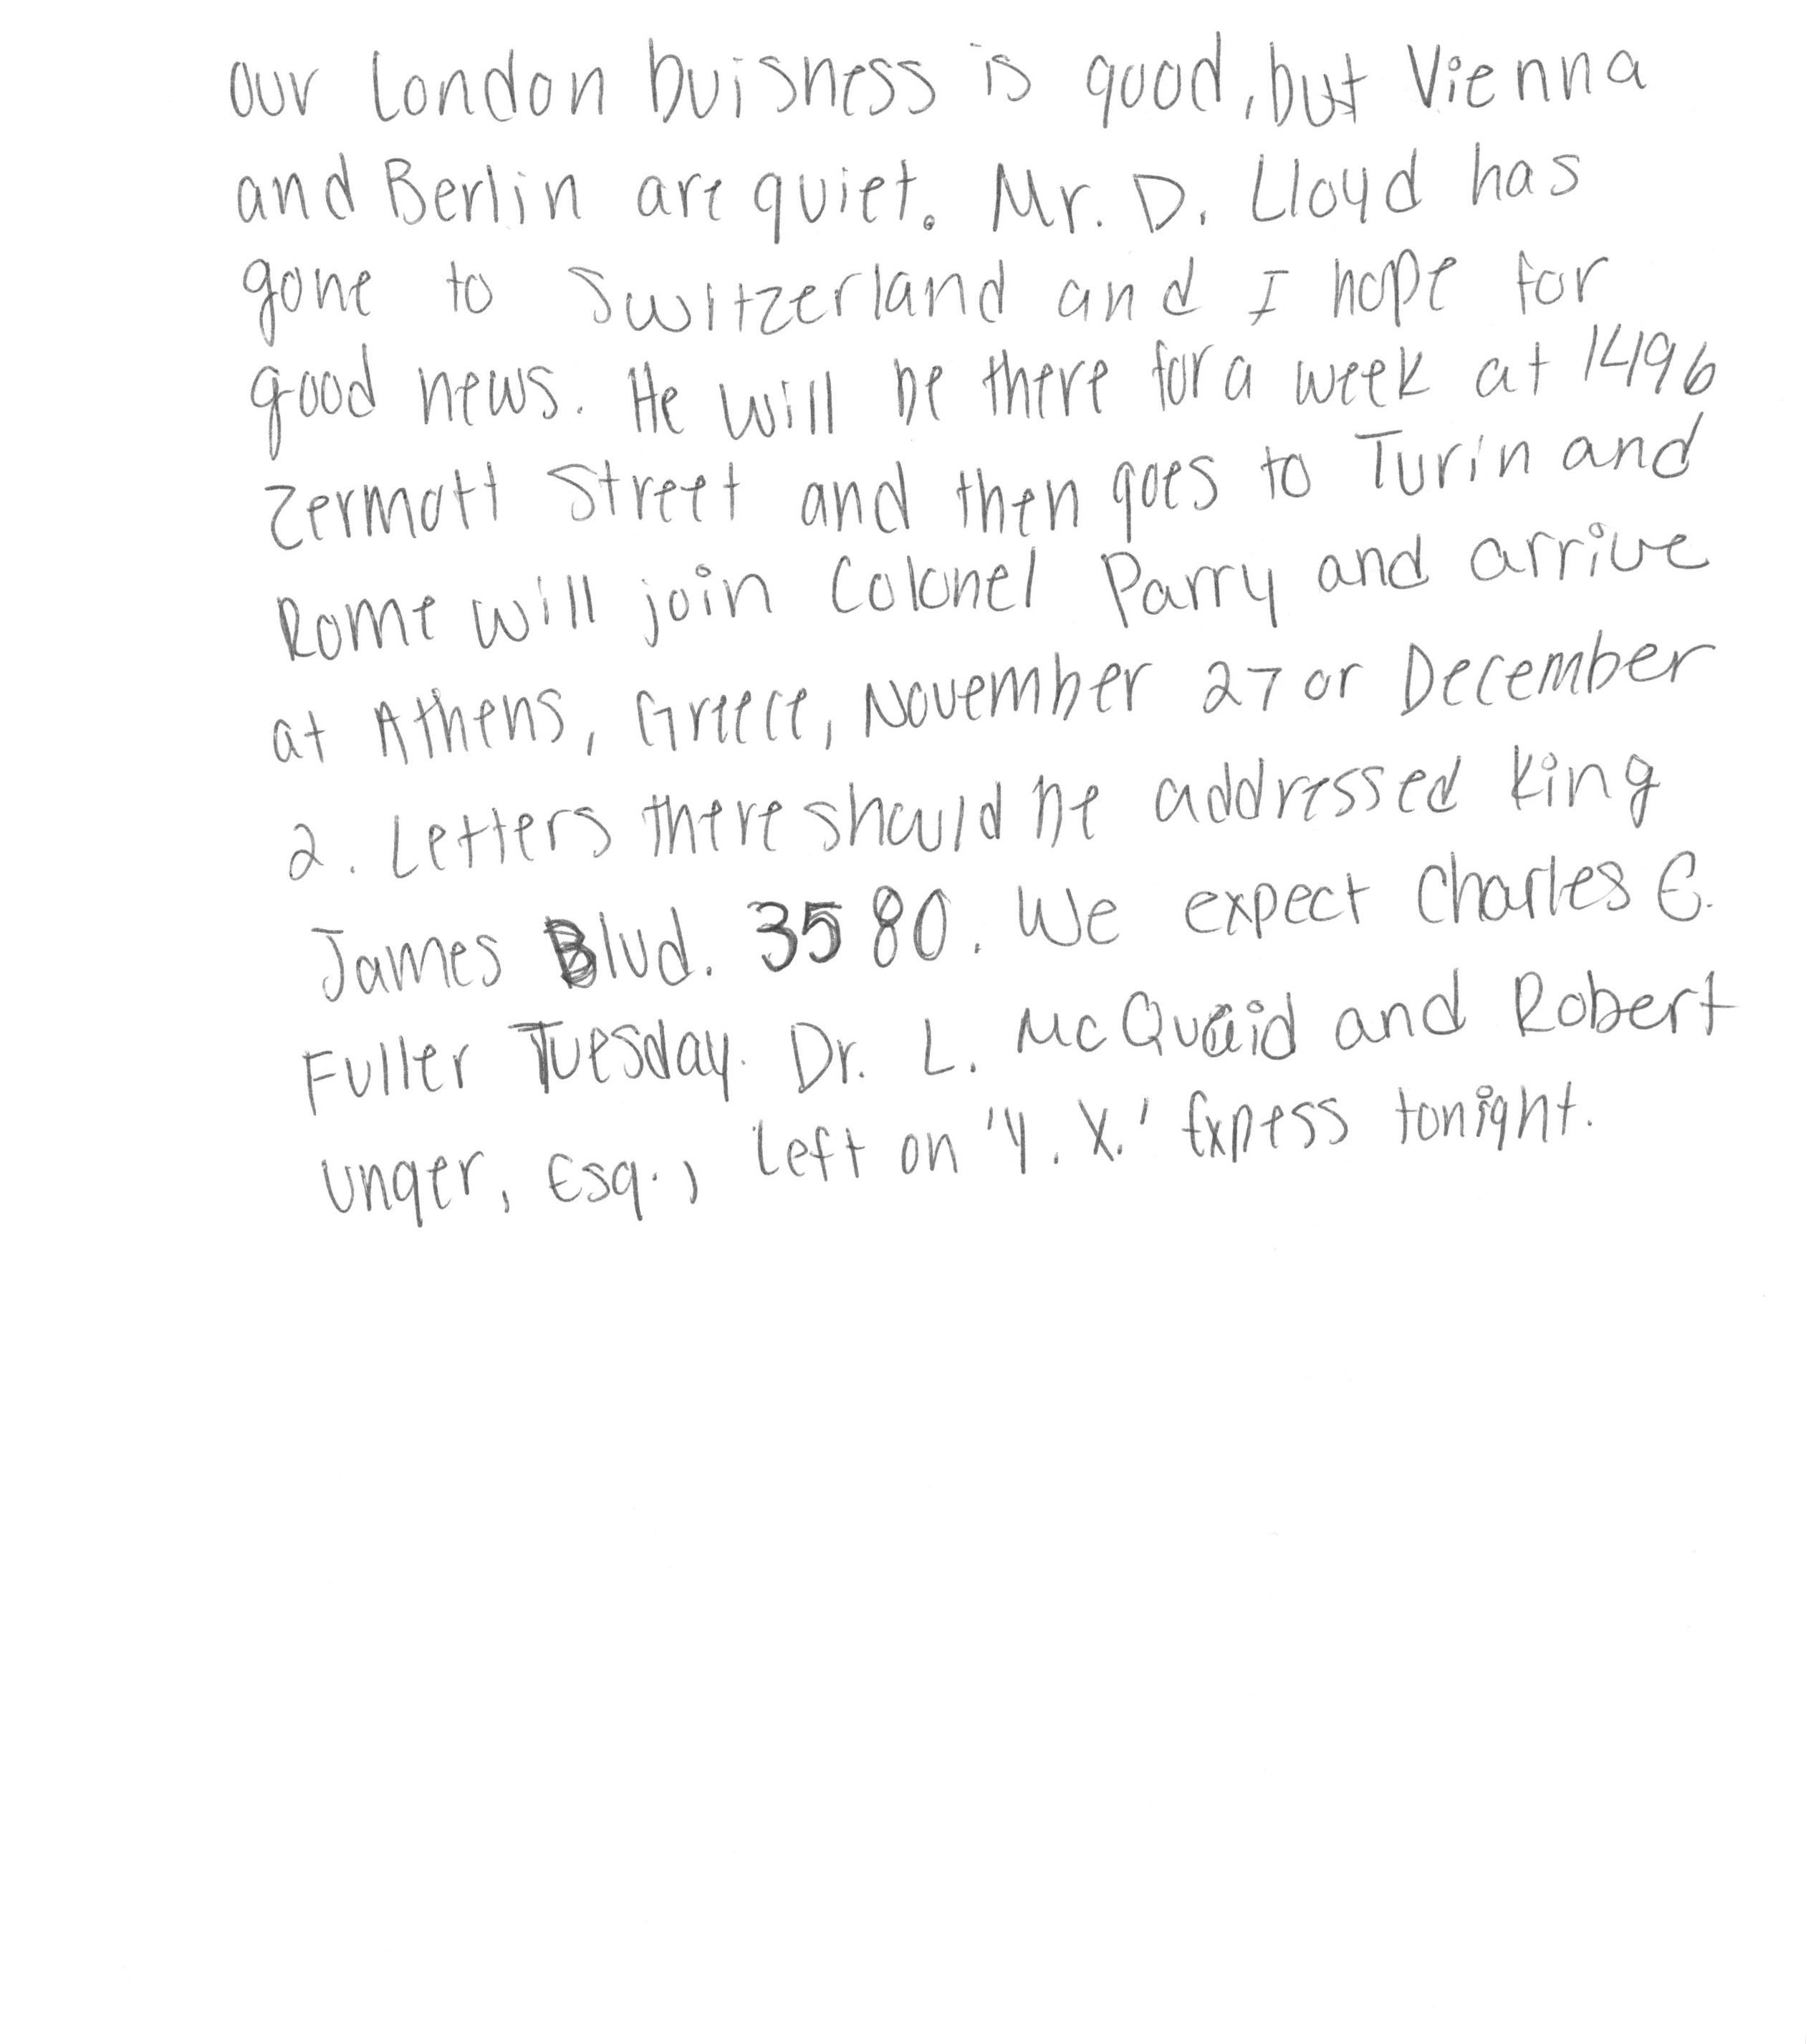 our London buisness is good, but Vienna
and Berlin are quiet. Mr. D. Lloyd has
gone to Switzerland and I hope for
good news. He will be there for a week at 1496
Zermott Street and then goes to Turin and
Rome will join Colonel Parry and arrive
at Athens, Greece, November 27 or December
2. Letters there should be addressed King
James Blvd. 3580. We expect Charles E.
Fuller Tuesday. Dr. L. McQuaid and Robert
Unger, Esq., left on 'Y. X.' Expess tonight.